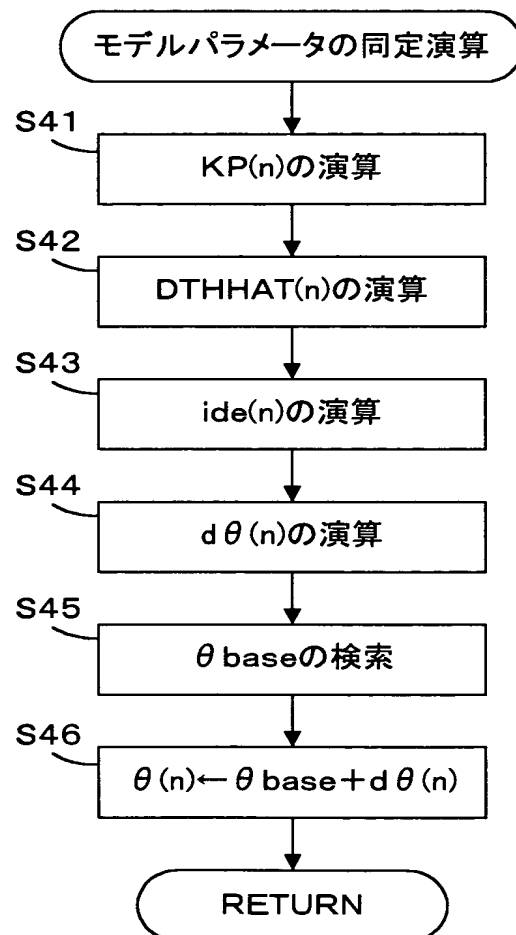 モデルパラメータの同定演算
S41
KP(n)の演算
S42
DTHHAT(n)の演算
S43
ide(n)の演算
S44
dθ(n)の演算
S45
θbaseの検索
S46
θ(n)←θbase+dθ(n)
RETURN